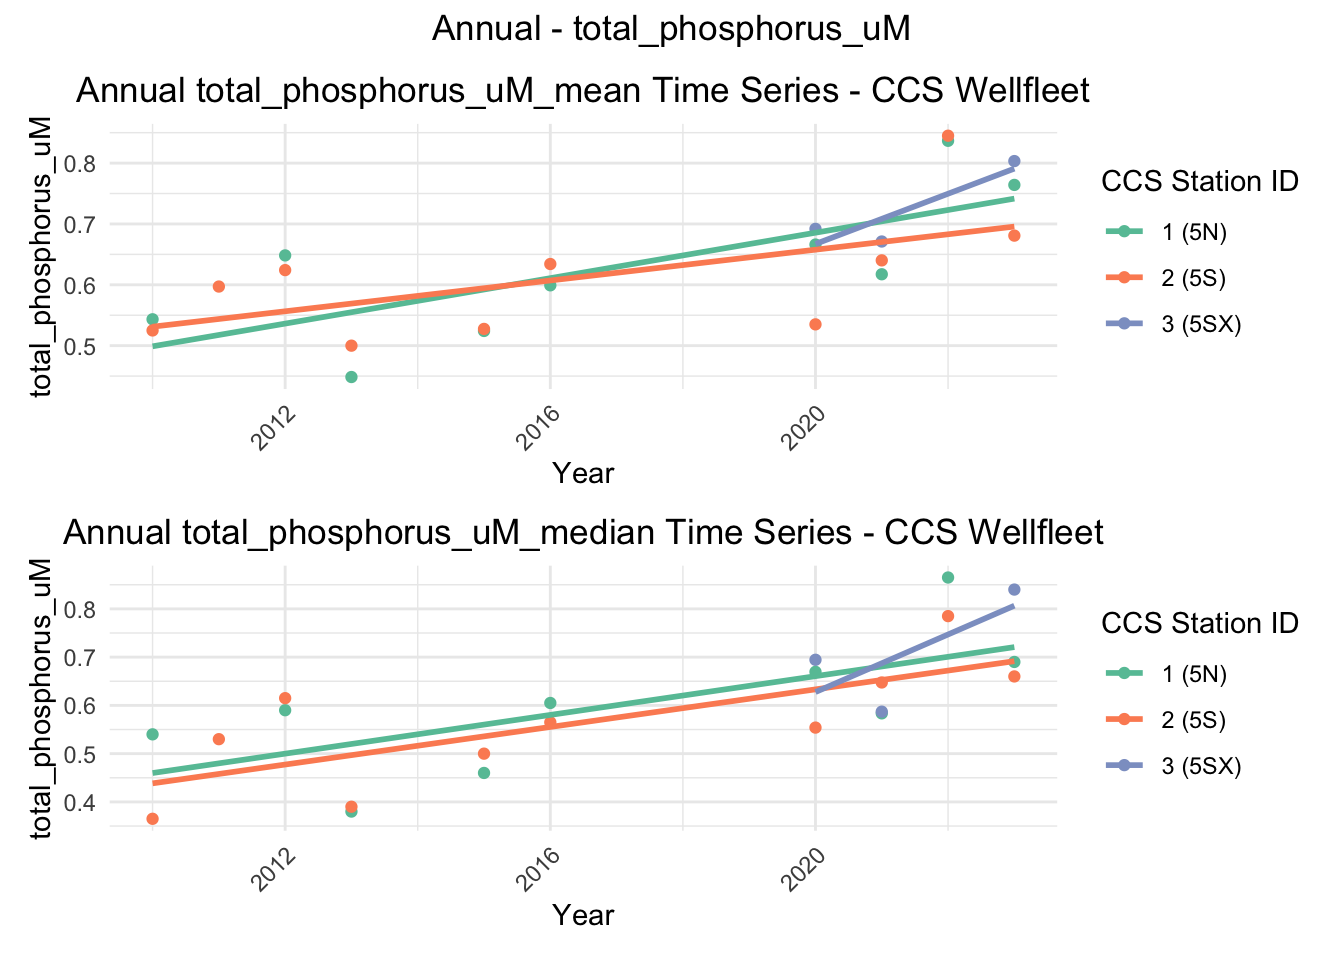 Annual - total_phosphorus_uM
Annual total_phosphorus_uM_mean Time Series - CCS Wellfleet
total_phosphorus_uM
0.8
0.7
0.6
0.5
2012
2016
2020
Year
CCS Station ID
1 (5N)
2 (5S)
3 (5SX)
Annual total_phosphorus_uM_median Time Series - CCS Wellfleet
total_phosphorus_uM
0.8
0.7
0.6
0.5
0.4
2012
2016
2020
Year
CCS Station ID
1 (5N)
2 (5S)
3 (5SX)